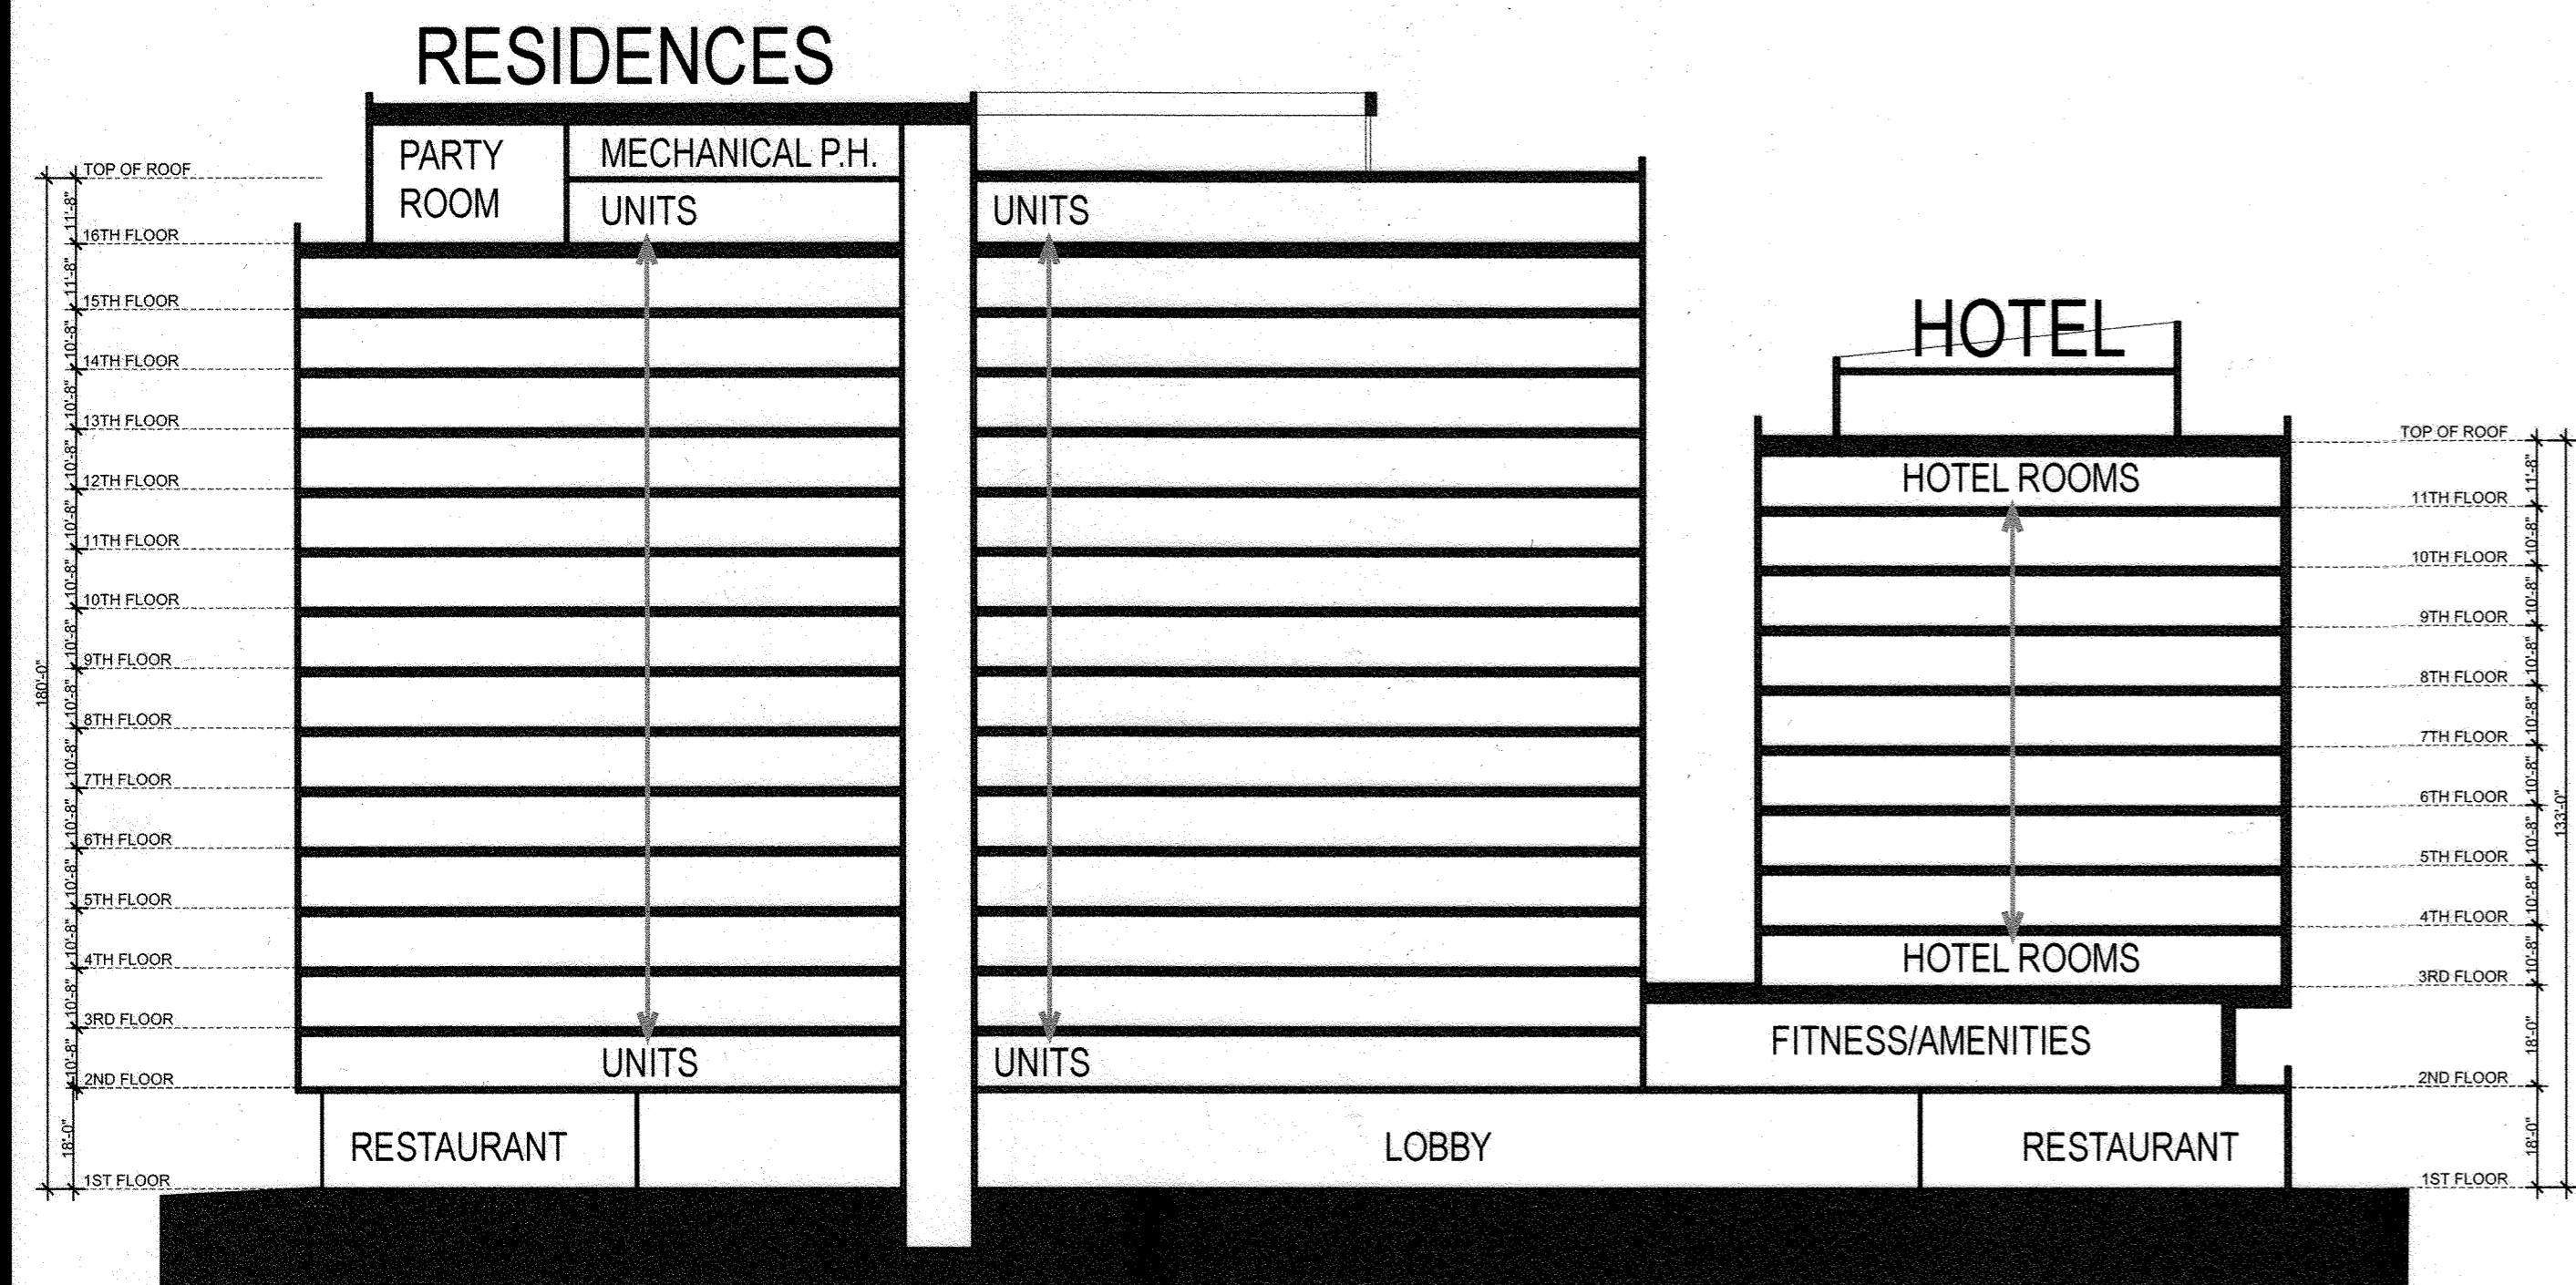 RESIDENCES
PARTY
ROOM
MECHANICAL P.H.
UNITS
UNITS
TOP OF ROOF
11'-8"
16TH FLOOR
11'-8"
15TH FLOOR
10'-8"
14TH FLOOR
10'-8"
13TH FLOOR
10'-8"
12TH FLOOR
10'-8"
11TH FLOOR
10'-8"
10TH FLOOR
10'-8"
9TH FLOOR
10'-8"
8TH FLOOR
10'-8"
7TH FLOOR
10'-8"
6TH FLOOR
10'-8"
5TH FLOOR
10'-8"
4TH FLOOR
10'-8"
3RD FLOOR
10'-8"
2ND FLOOR
18'-0"
1ST FLOOR
180'-0"
UNITS
UNITS
RESTAURANT
LOBBY
HOTEL
HOTEL ROOMS
HOTEL ROOMS
FITNESS/AMENITIES
RESTAURANT
TOP OF ROOF
11'-8"
11TH FLOOR
10'-8"
10TH FLOOR
10'-8"
9TH FLOOR
10'-8"
8TH FLOOR
10'-8"
7TH FLOOR
10'-8"
6TH FLOOR
10'-8"
5TH FLOOR
10'-8"
4TH FLOOR
10'-8"
3RD FLOOR
18'-0"
2ND FLOOR
18'-0"
1ST FLOOR
133'-0"